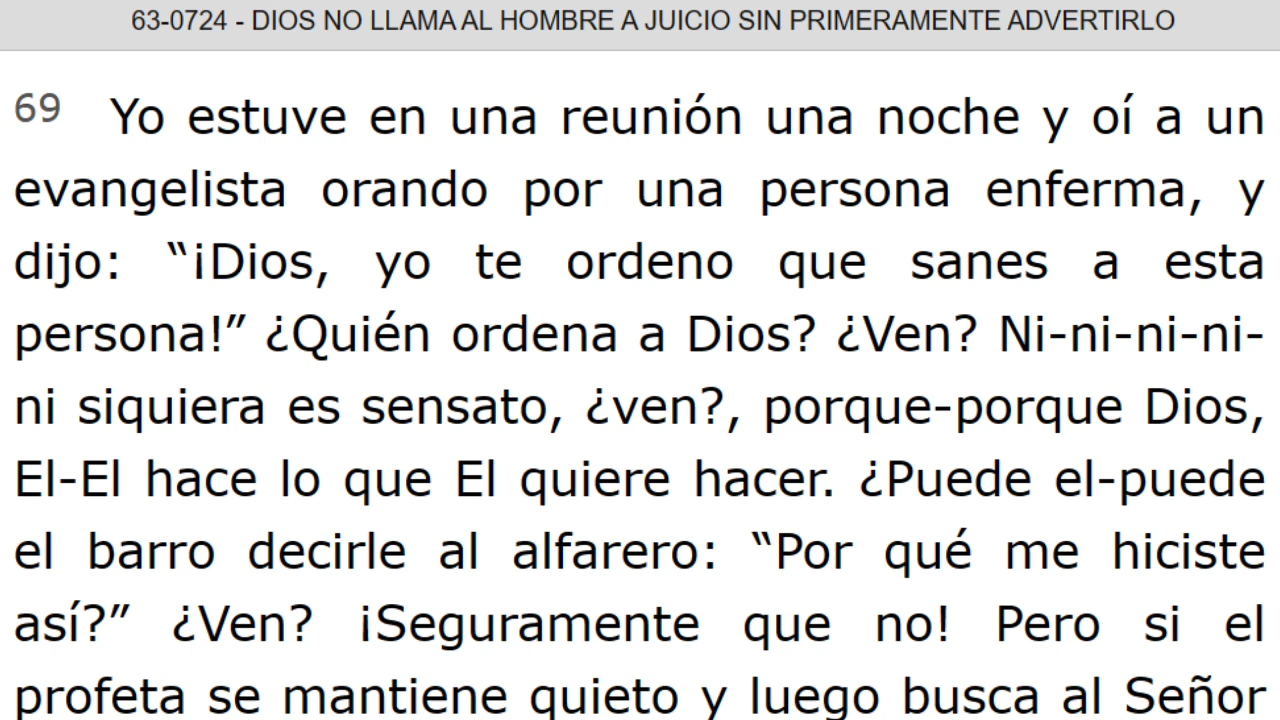 63-0724 - DIOS NO LLAMA AL HOMBRE A JUICIO SIN PRIMERAMENTE ADVERTIRLO
69 Yo estuve en una reunión una noche y oí a un
evangelista orando por una persona enferma, y
dijo: “¡Dios, yo te ordeno que sanes a esta
persona!” ¿Quién ordena a Dios? ¿Ven? Ni-ni-ni-ni-
ni siquiera es sensato, ¿ven?, porque-porque Dios,
El-El hace lo que El quiere hacer. ¿Puede el-puede
el barro decirle al alfarero: “Por qué me hiciste
así?” ¿Ven? ¡Seguramente que no! Pero si el
profeta se mantiene quieto y luego busca al Señor